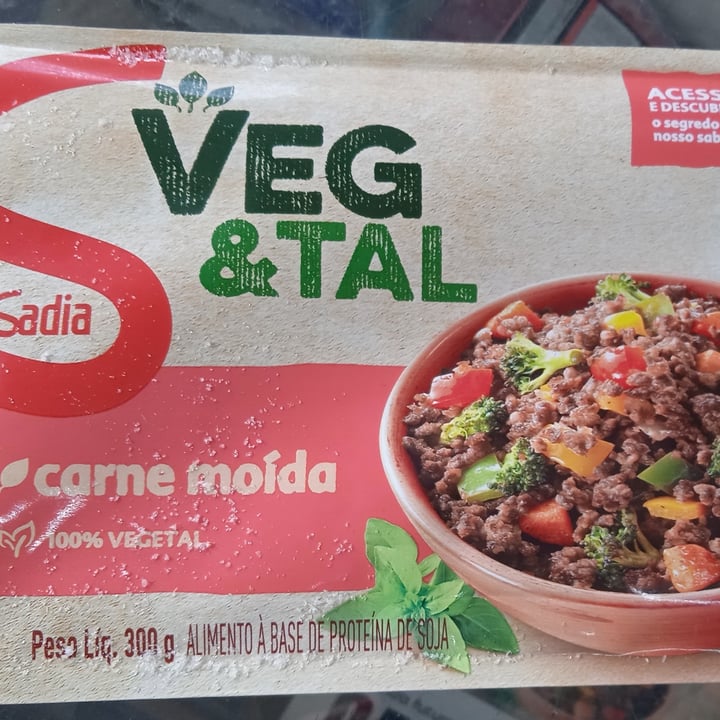 VEG
&TAL
Sadia
carne moída
100% VEGETAL
Peso Líq. 300 g ALIMENTO À BASE DE PROTEÍNA DE SOJA
ACESS
E DESCUB
o segredo
nosso sab